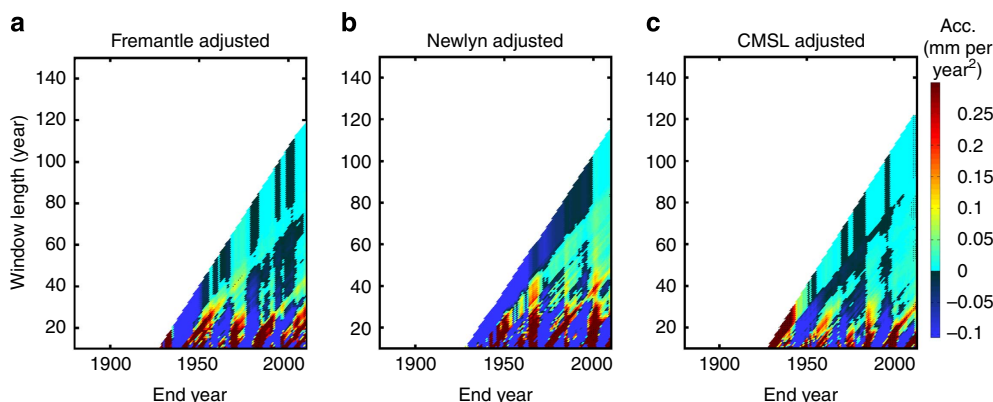 a
Fremantle adjusted
b
Newlyn adjusted
c
CMSL adjusted
Acc.
(mm per
year²)
Window length (year)
140
120
100
80
60
40
20
1900
1950
2000
End year
140
120
100
80
60
40
20
1900
1950
2000
End year
140
120
100
80
60
40
20
1900
1950
2000
End year
0.25
0.2
0.15
0.1
0.05
0
−0.05
−0.1